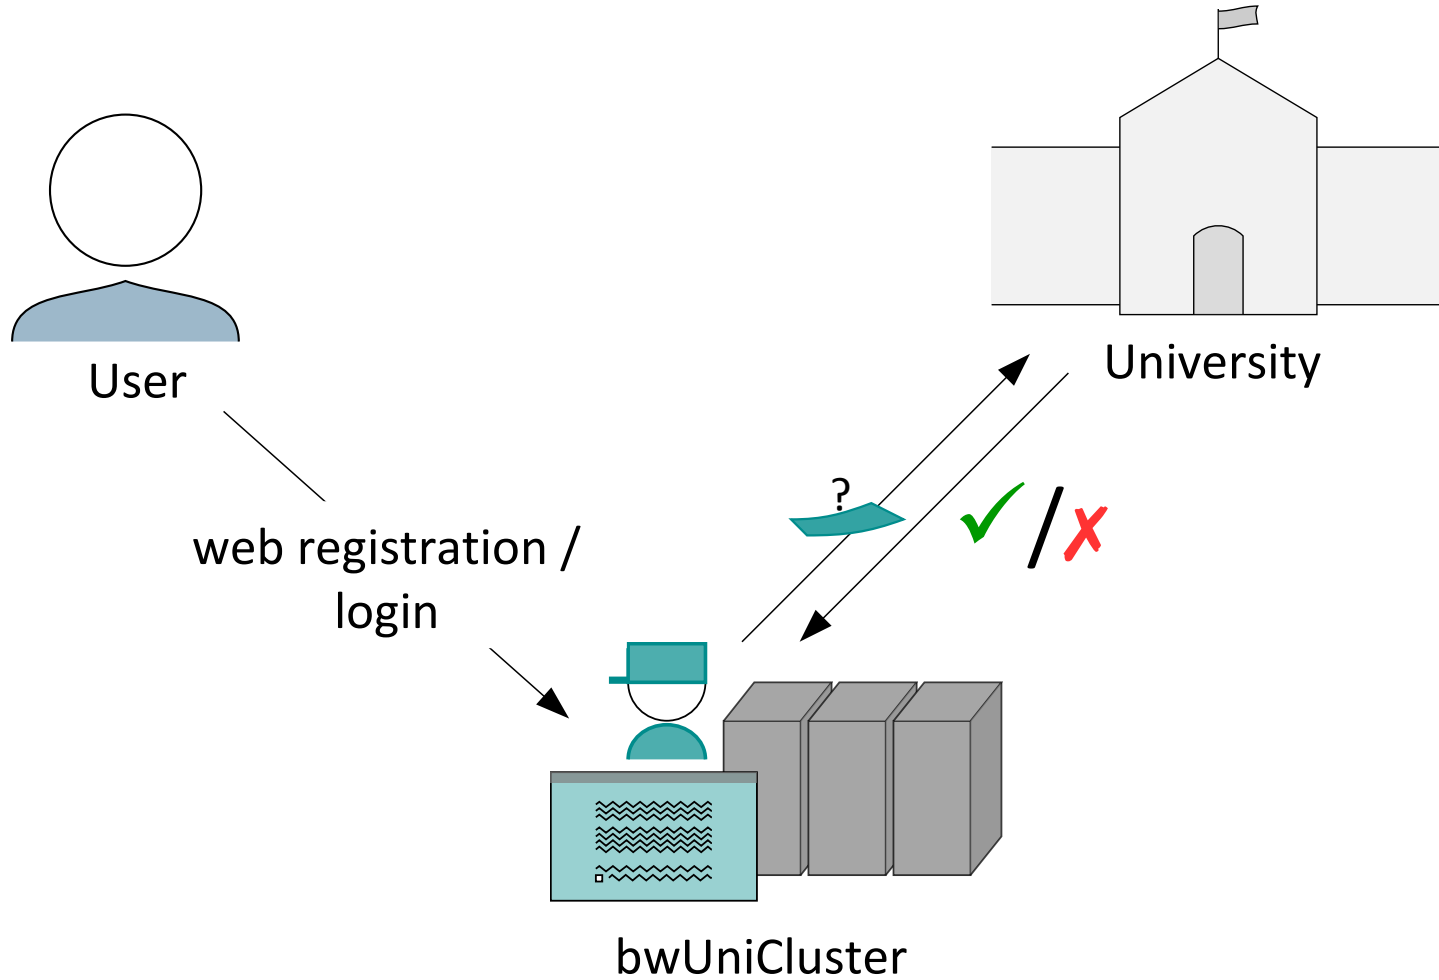 User
University
?
web registration /
login
bwUniCluster